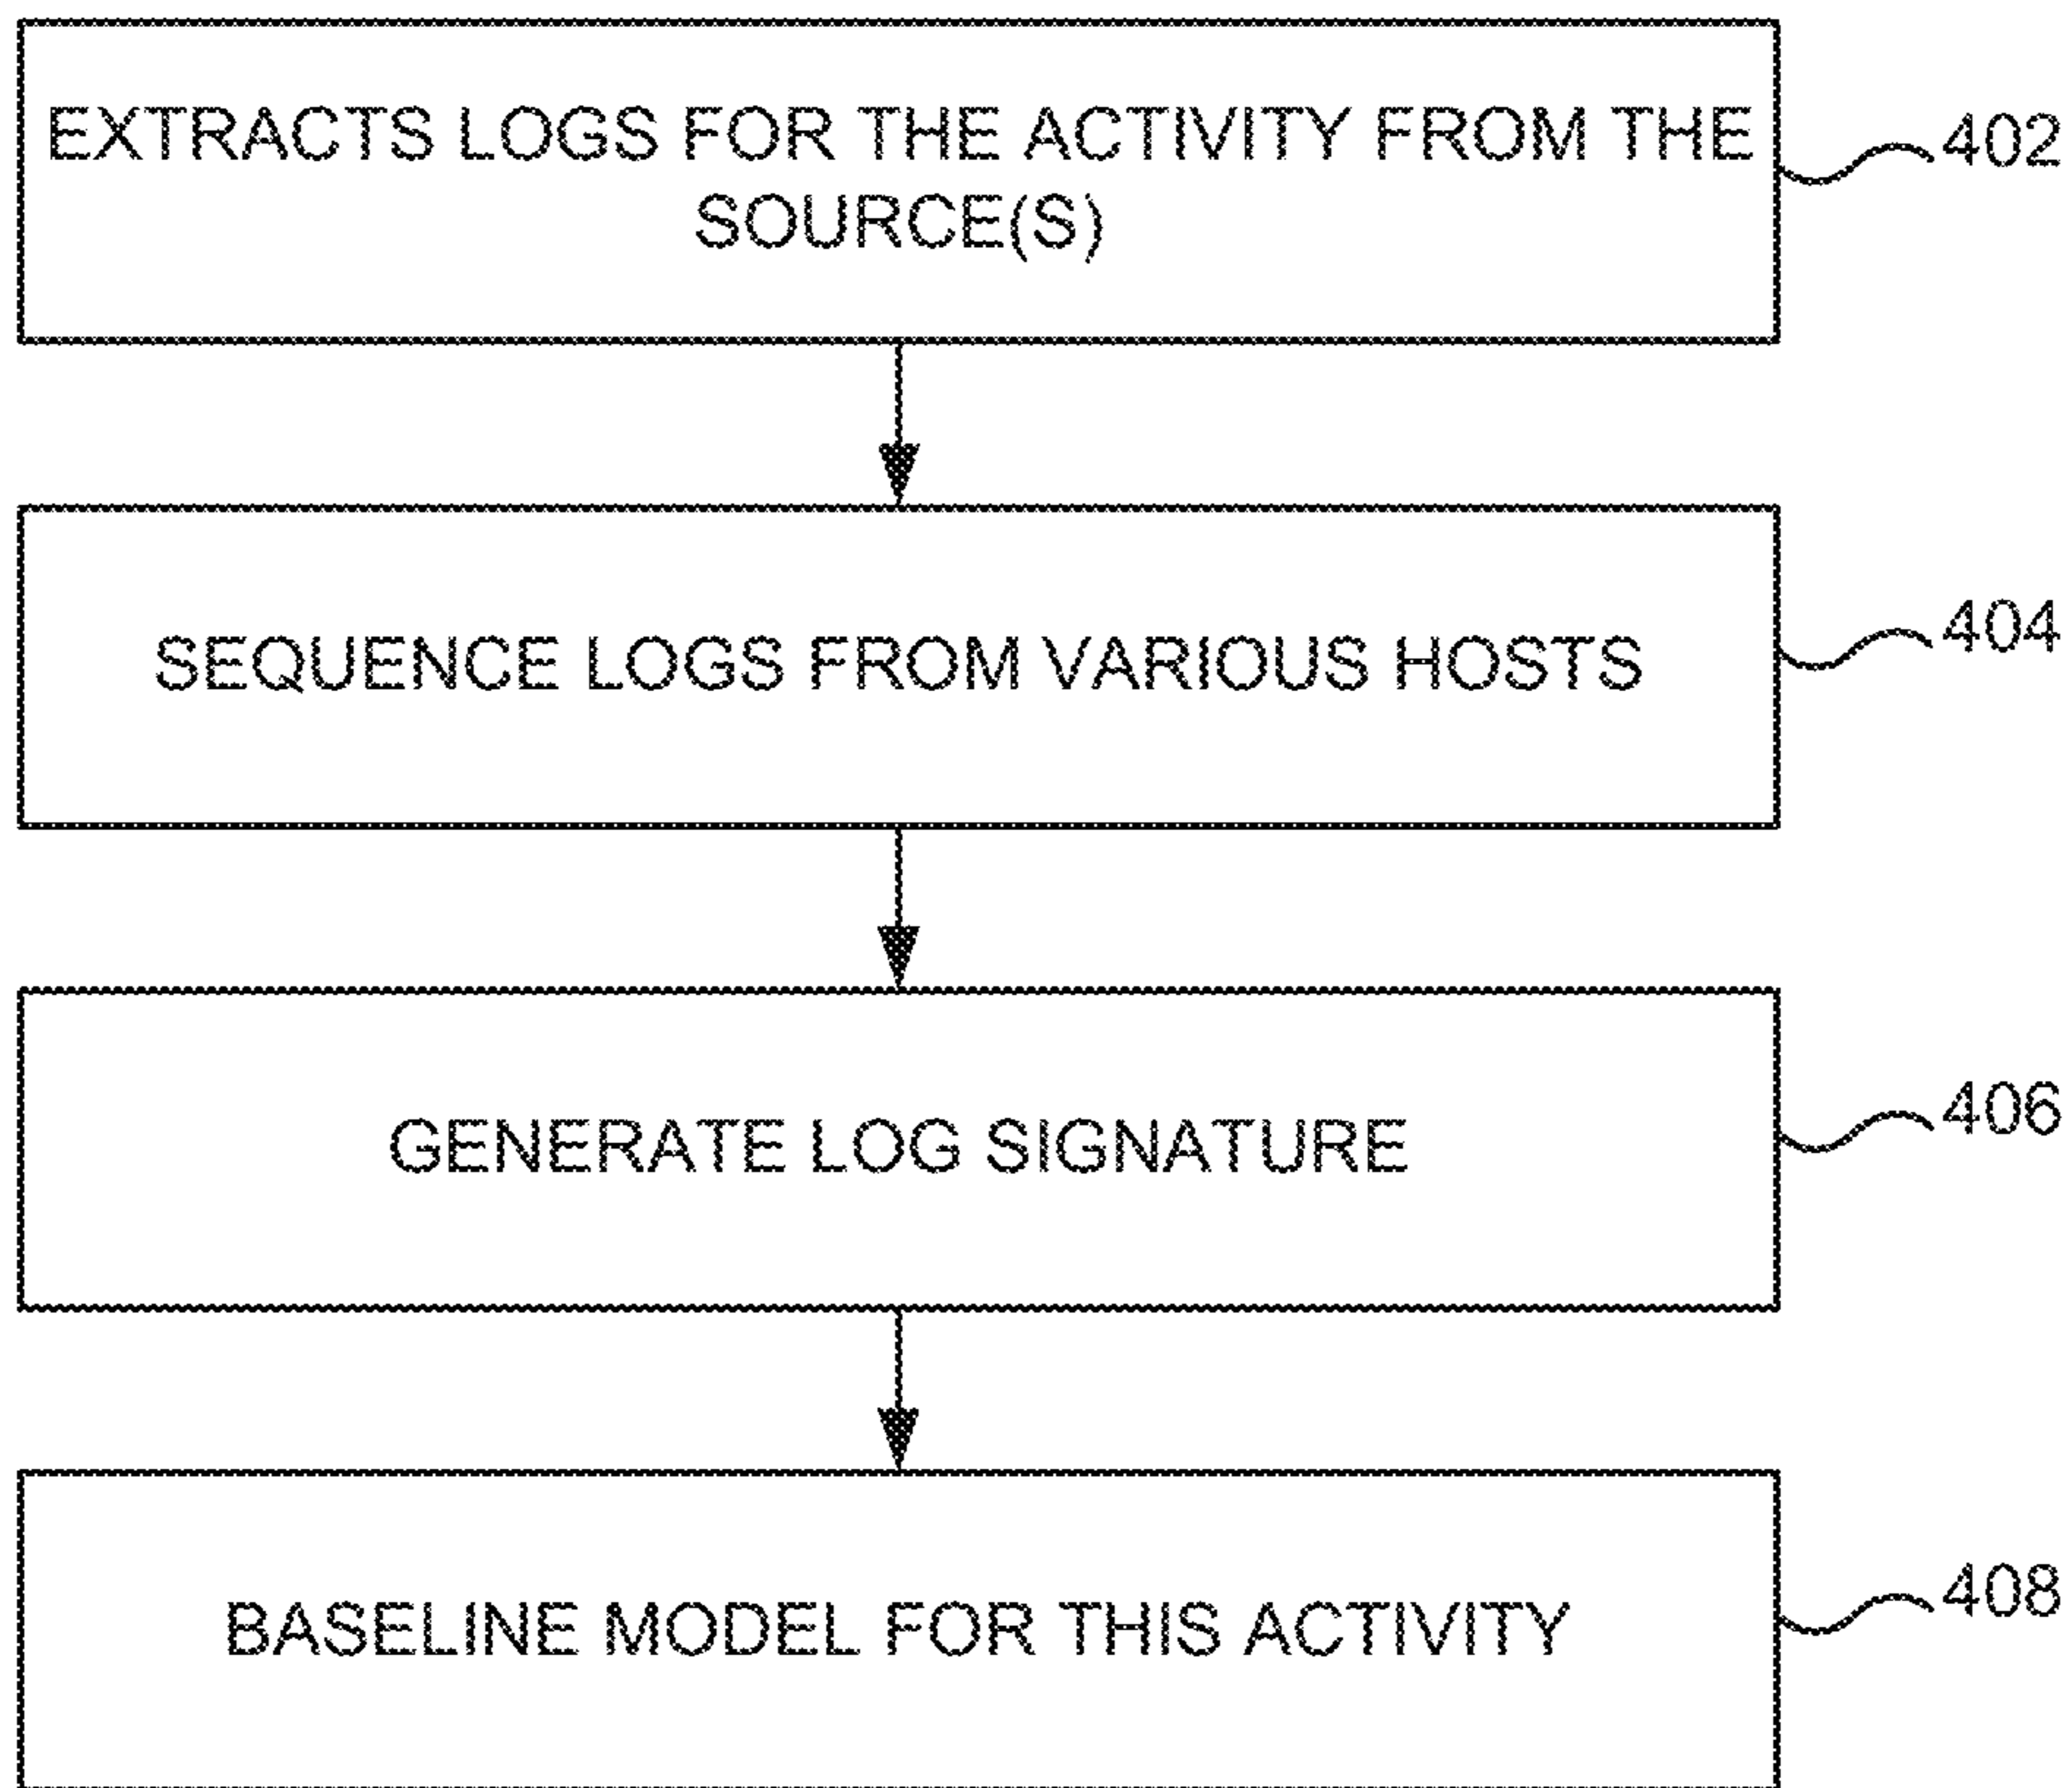 EXTRACTS LOGS FOR THE ACTIVITY FROM THE
SOURCE(S)
402
SEQUENCE LOGS FROM VARIOUS HOSTS
404
GENERATE LOG SIGNATURE
406
BASELINE MODEL FOR THIS ACTIVITY
408